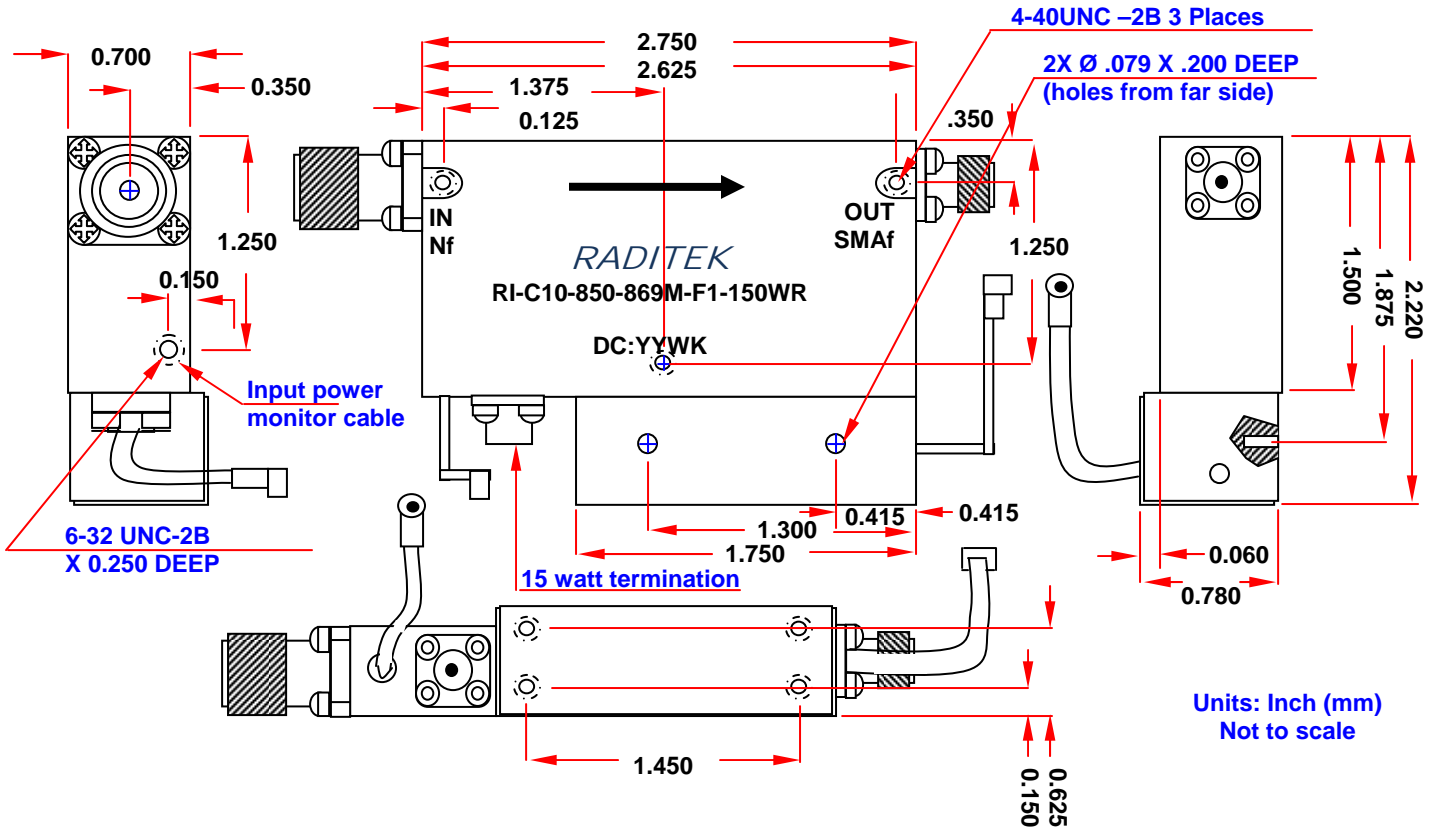 4-40UNC –2B 3 Places
2X Ø .079 X .200 DEEP
(holes from far side)
0.700
0.350
2.750
2.625
1.375
0.125
.350
1.250
0.150
IN
Nf
OUT
SMAf
1.250
RADITEK
RI-C10-850-869M-F1-150WR
DC:YYWK
1.500
1.875
2.220
Input power
monitor cable
6-32 UNC-2B
X 0.250 DEEP
1.300
0.415
0.415
1.750
15 watt termination
0.060
0.780
1.450
0.625
0.150
Units: Inch (mm)
Not to scale